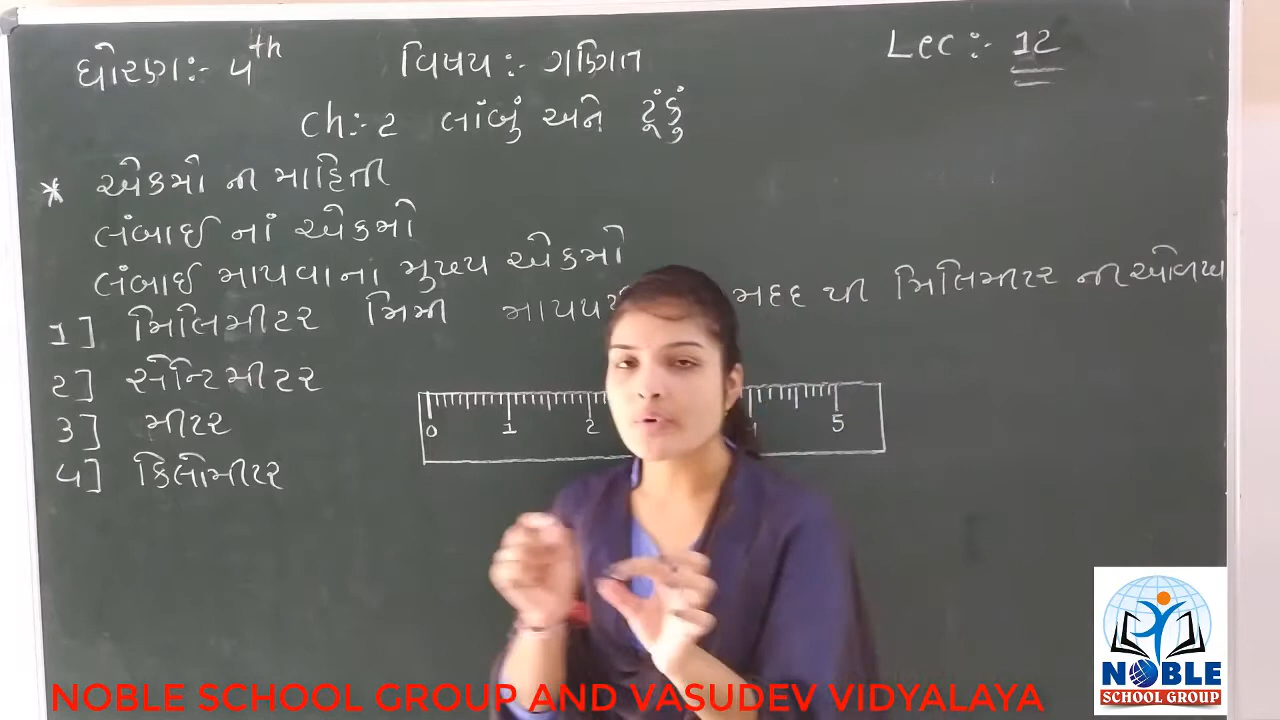 ધોરણ:- 4th વિષય:- ગણિત Lec:- 12
Ch:- 2 લાંબું અને ટૂંકું
* એકમો ની માહિતી
લંબાઈ નાં એકમો
લંબાઈ માપવાના મુખ્ય એકમો
1] મિલિમીટર મિમી મદદ થી મિલિમીટર ની ઓળખ
2] સેન્ટિમીટર
3] મીટર
4] કિલોમીટર
0 1 2 4 5
NOBLE
SCHOOL GROUP
NOBLE SCHOOL GROUP AND VASUDEV VIDYALAYA